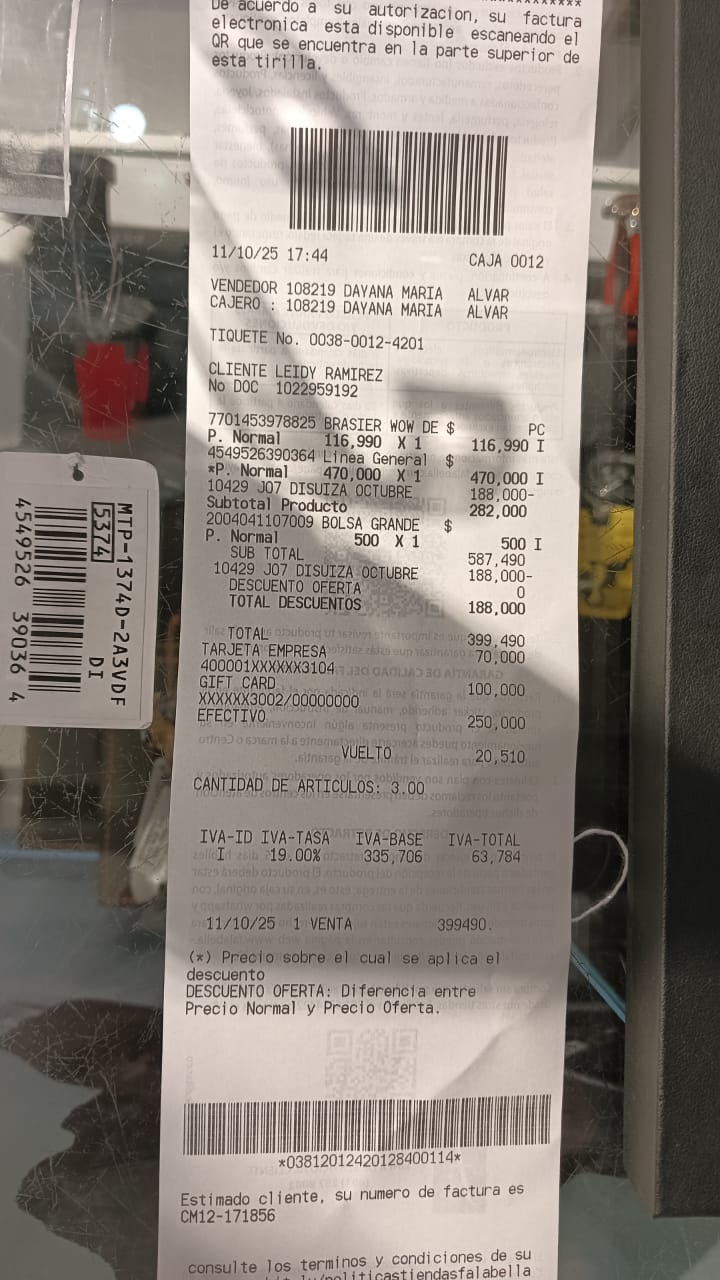 De acuerdo a su autorizacion, su factura
electronica esta disponible escaneando el
QR que se encuentra en la parte superior de
esta tirilla.
11/10/25 17:44 CAJA 0012
VENDEDOR 108219 DAYANA MARIA ALVAR
CAJERO : 108219 DAYANA MARIA ALVAR
TIQUETE No. 0038-0012-4201
CLIENTE LEIDY RAMIREZ
No DOC 1022959192
7701453978825 BRASIER WOW DE $ PC
P. Normal 116,990 X 1 116,990 I
4549526390364 Linea General $
*P. Normal 470,000 X 1 470,000 I
10429 J07 DISUIZA OCTUBRE 188,000-
Subtotal Producto 282,000
2004041107009 BOLSA GRANDE $
P. Normal 500 X 1 500 I
SUB TOTAL 587,490
10429 J07 DISUIZA OCTUBRE 188,000-
DESCUENTO OFERTA 0
TOTAL DESCUENTOS 188,000
TOTAL 399,490
TARJETA EMPRESA 70,000
400001XXXXXX3104
GIFT CARD 100,000
XXXXXX3002/00000000
EFECTIVO 250,000
VUELTO 20,510
CANTIDAD DE ARTICULOS: 3.00
IVA-ID IVA-TASA IVA-BASE IVA-TOTAL
I 19.00% 335,706 63,784
11/10/25 1 VENTA 399490.
(*) Precio sobre el cual se aplica el
descuento
DESCUENTO OFERTA: Diferencia entre
Precio Normal y Precio Oferta.
*03812012420128400114*
Estimado cliente, su numero de factura es
CM12-171856
consulte los terminos y condiciones de su
MTP-1374D-2A3VDF
5374 DI
4549526 39036 4